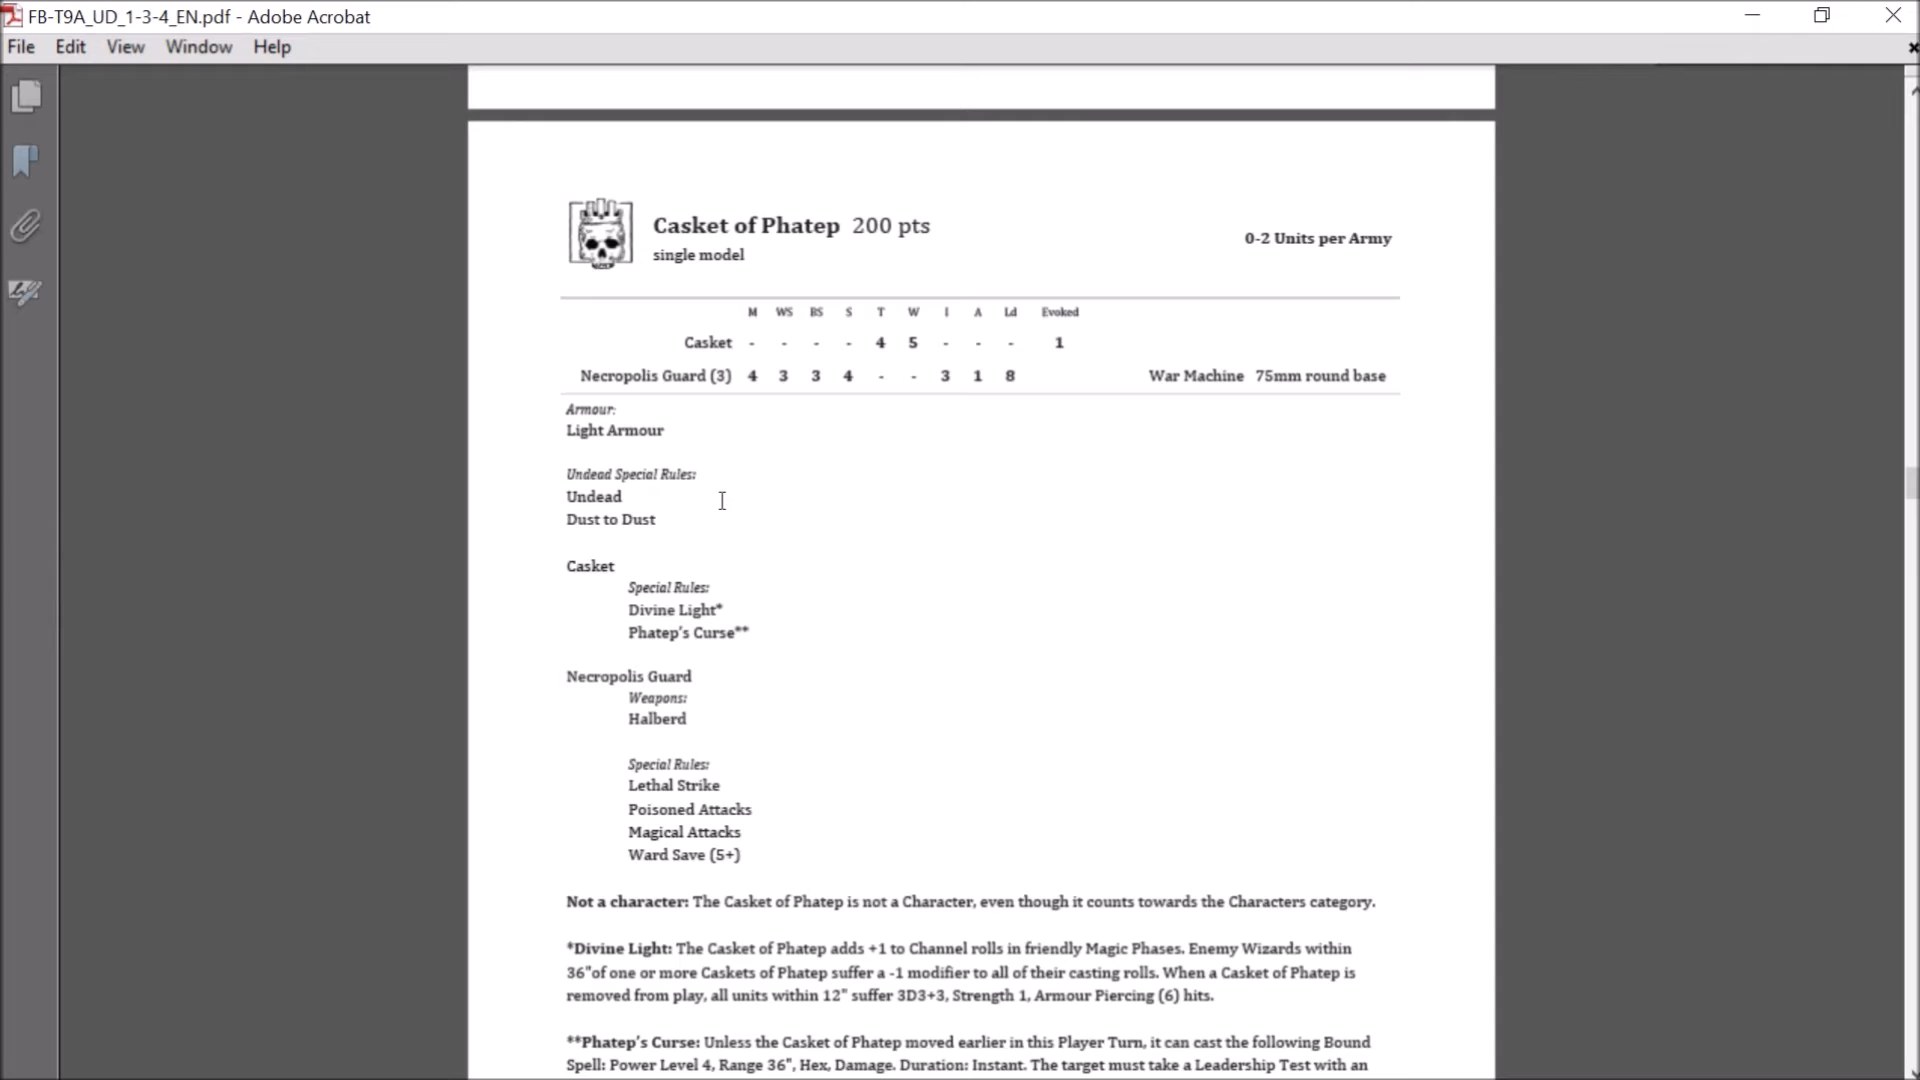 FB-T9A_UD_1-3-4_EN.pdf - Adobe Acrobat
File Edit View Window Help
Casket of Phatep 200 pts
single model
0-2 Units per Army
M WS BS S T W I A Ld Evoked
Casket - - - - 4 5 - - - 1
Necropolis Guard (3) 4 3 3 4 - - 3 1 8 War Machine 75mm round base
Armour:
Light Armour
Undead Special Rules:
Undead
Dust to Dust
Casket
Special Rules:
Divine Light*
Phatep's Curse**
Necropolis Guard
Weapons:
Halberd
Special Rules:
Lethal Strike
Poisoned Attacks
Magical Attacks
Ward Save (5+)
Not a character: The Casket of Phatep is not a Character, even though it counts towards the Characters category.
*Divine Light: The Casket of Phatep adds +1 to Channel rolls in friendly Magic Phases. Enemy Wizards within
36"of one or more Caskets of Phatep suffer a -1 modifier to all of their casting rolls. When a Casket of Phatep is
removed from play, all units within 12" suffer 3D3+3, Strength 1, Armour Piercing (6) hits.
**Phatep's Curse: Unless the Casket of Phatep moved earlier in this Player Turn, it can cast the following Bound
Spell: Power Level 4, Range 36", Hex, Damage. Duration: Instant. The target must take a Leadership Test with an